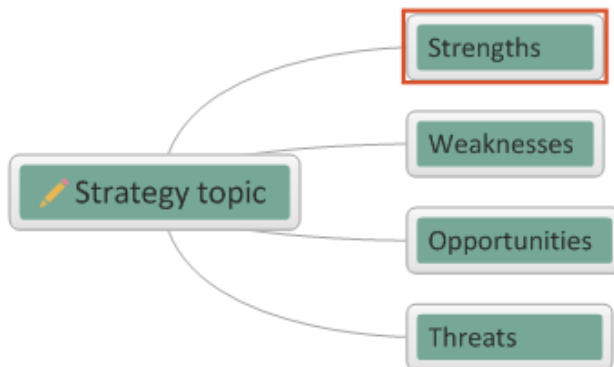 Strengths
Weaknesses
Strategy topic
Opportunities
Threats